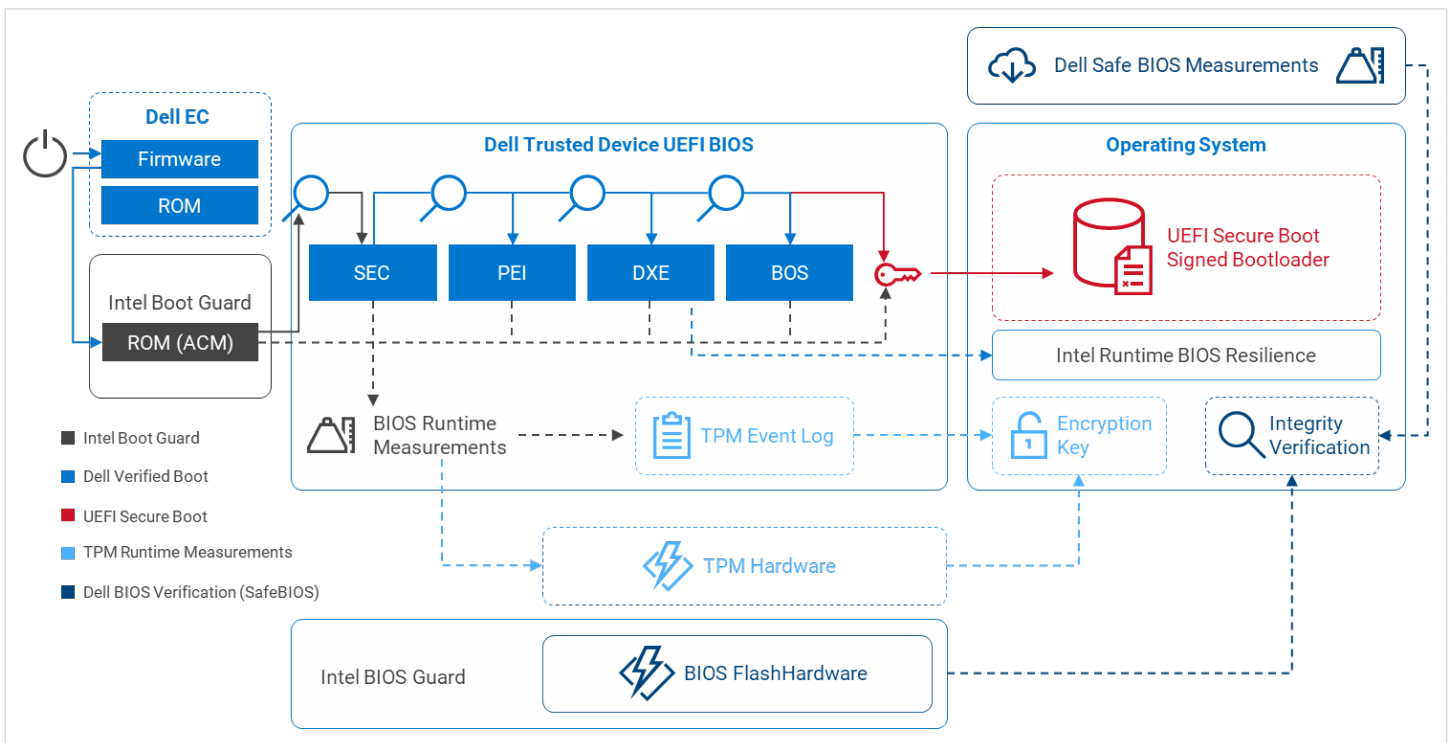 Dell Safe BIOS Measurements
Dell EC
Firmware
ROM
Intel Boot Guard
ROM (ACM)
Dell Trusted Device UEFI BIOS
SEC
PEI
DXE
BOS
BIOS Runtime
Measurements
TPM Event Log
Operating System
UEFI Secure Boot
Signed Bootloader
Intel Runtime BIOS Resilience
Encryption
Key
Integrity
Verification
Intel Boot Guard
Dell Verified Boot
UEFI Secure Boot
TPM Runtime Measurements
Dell BIOS Verification (SafeBIOS)
TPM Hardware
Intel BIOS Guard
BIOS FlashHardware